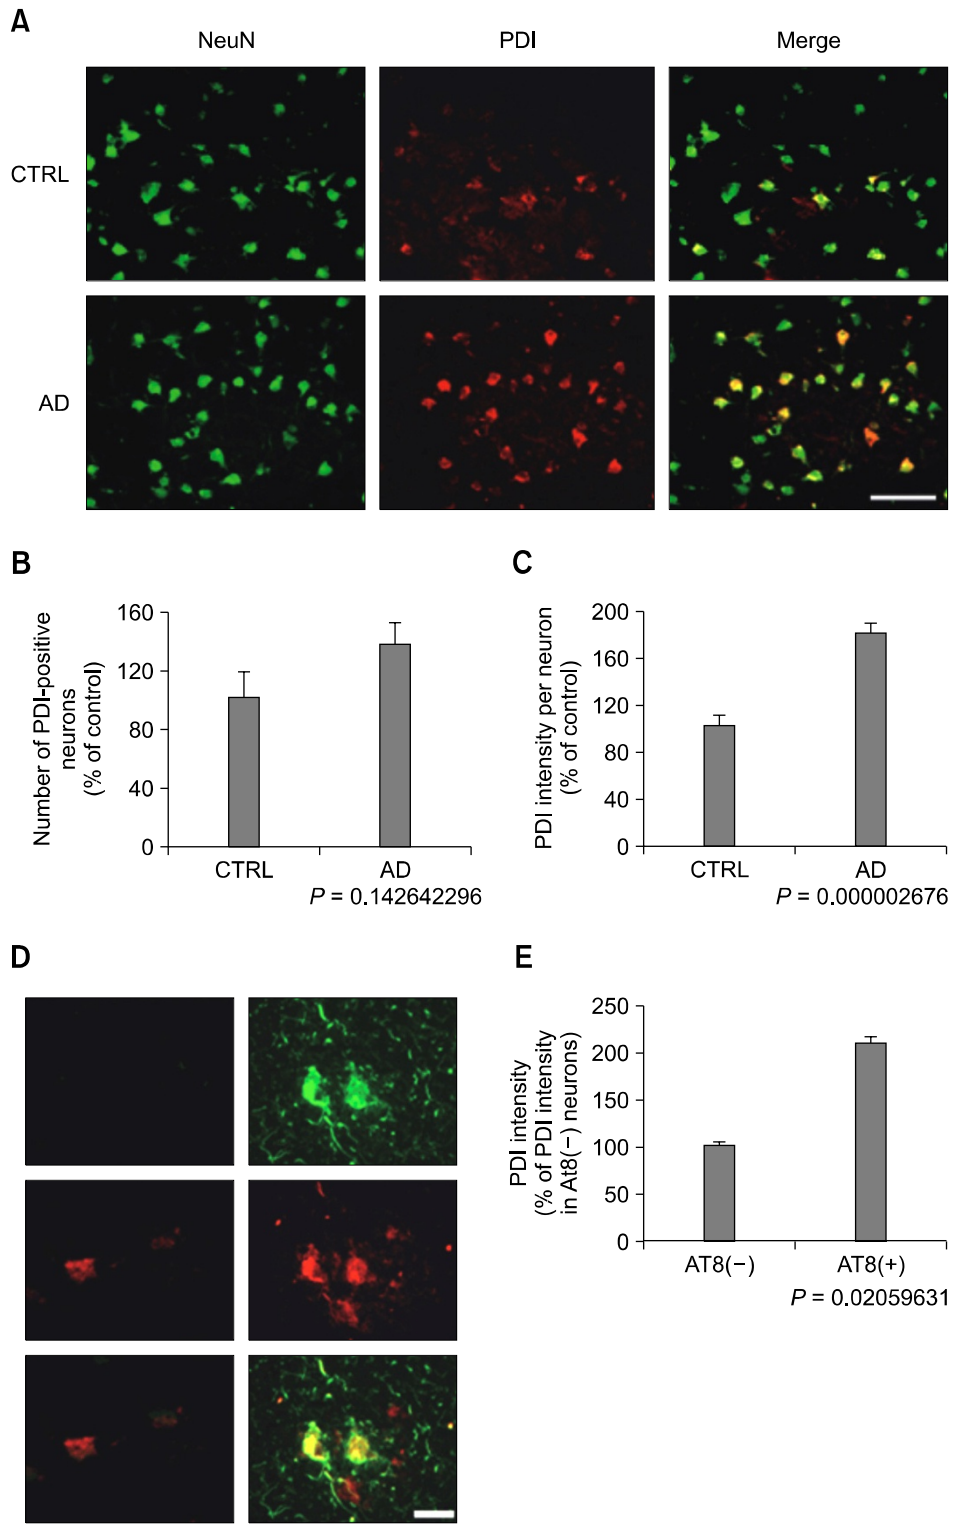 A
NeuN PDI Merge
CTRL
AD
B
Number of PDI-positive
neurons
(% of control)
160
120
80
40
0
CTRL AD
P = 0.142642296
C
PDI intensity per neuron
(% of control)
200
160
120
80
40
0
CTRL AD
P = 0.000002676
D
E
PDI intensity
(% of PDI intensity
in At8(−) neurons)
250
200
150
100
50
0
AT8(−) AT8(+)
P = 0.02059631